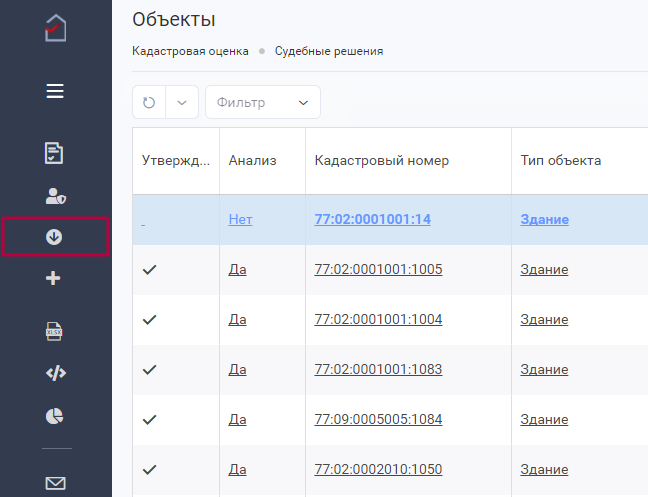 Объекты
Кадастровая оценка Судебные решения
Фильтр
Утвержд... Анализ Кадастровый номер Тип объекта
Нет 77:02:0001001:14 Здание
Да 77:02:0001001:1005 Здание
Да 77:02:0001001:1004 Здание
XLSX
Да 77:02:0001001:1083 Здание
Да 77:09:0005005:1084 Здание
Да 77:02:0002010:1050 Здание